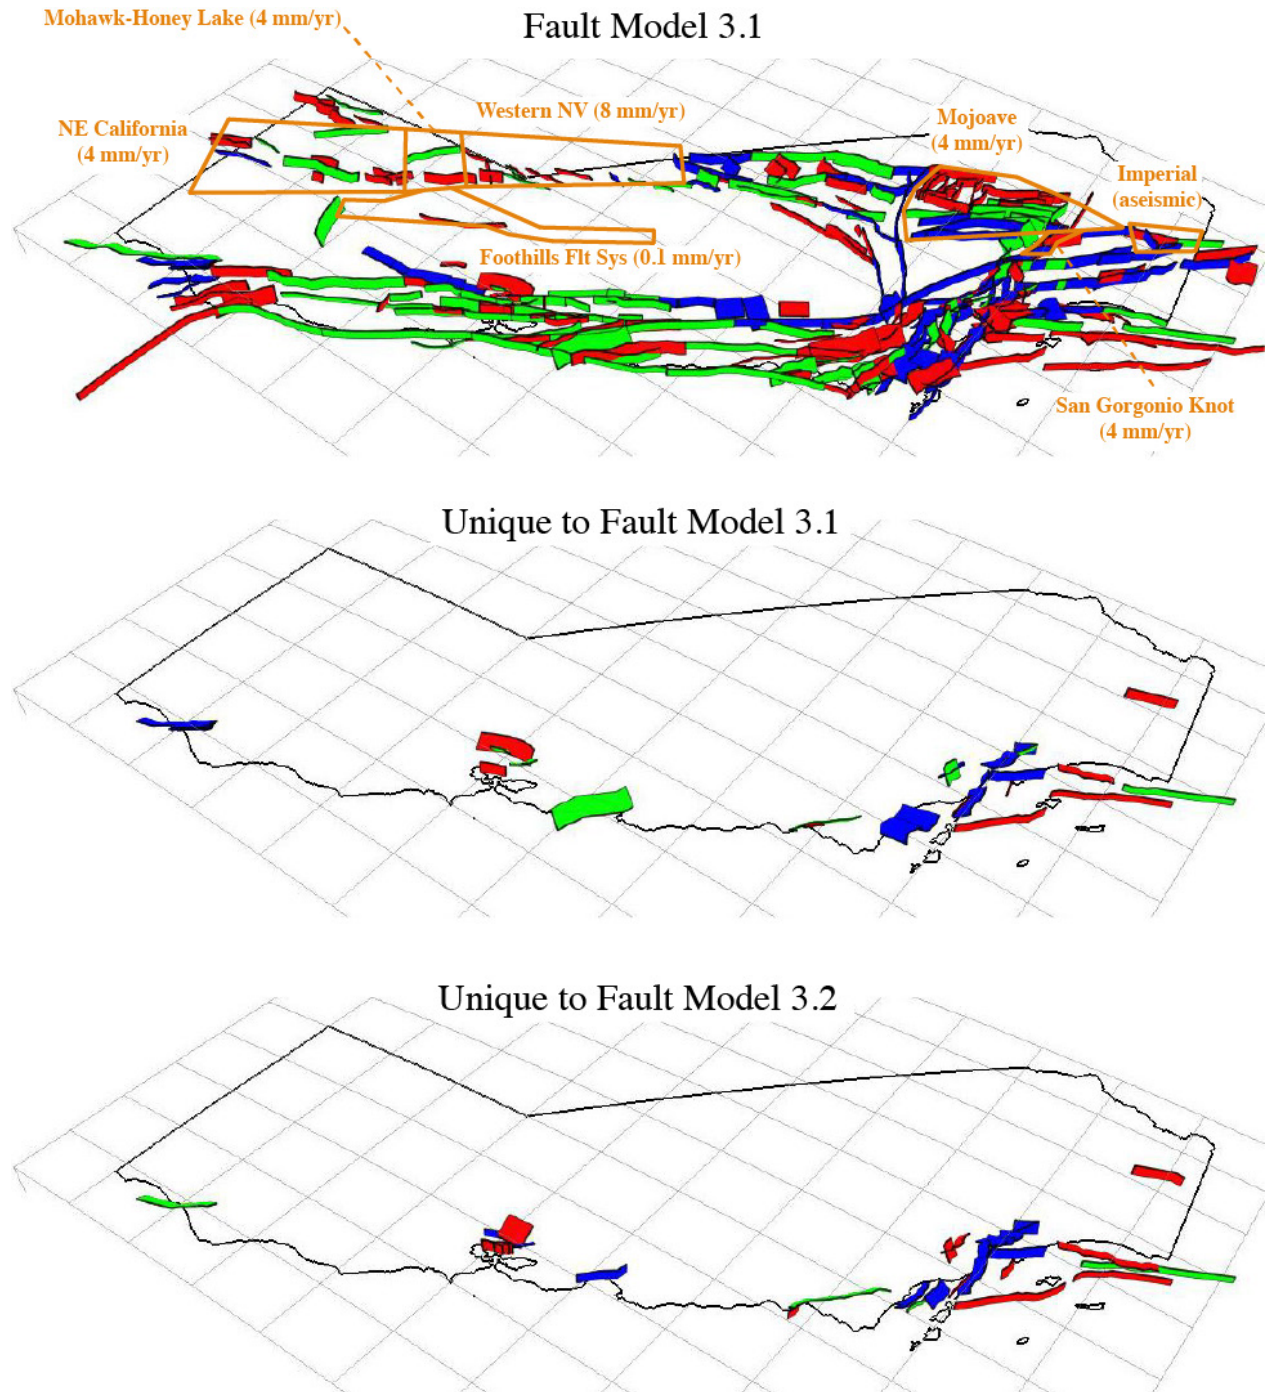 Mohawk-Honey Lake (4 mm/yr)
Fault Model 3.1
NE California
(4 mm/yr)
Western NV (8 mm/yr)
Mojoave
(4 mm/yr)
Imperial
(aseismic)
Foothills Flt Sys (0.1 mm/yr)
San Gorgonio Knot
(4 mm/yr)
Unique to Fault Model 3.1
Unique to Fault Model 3.2